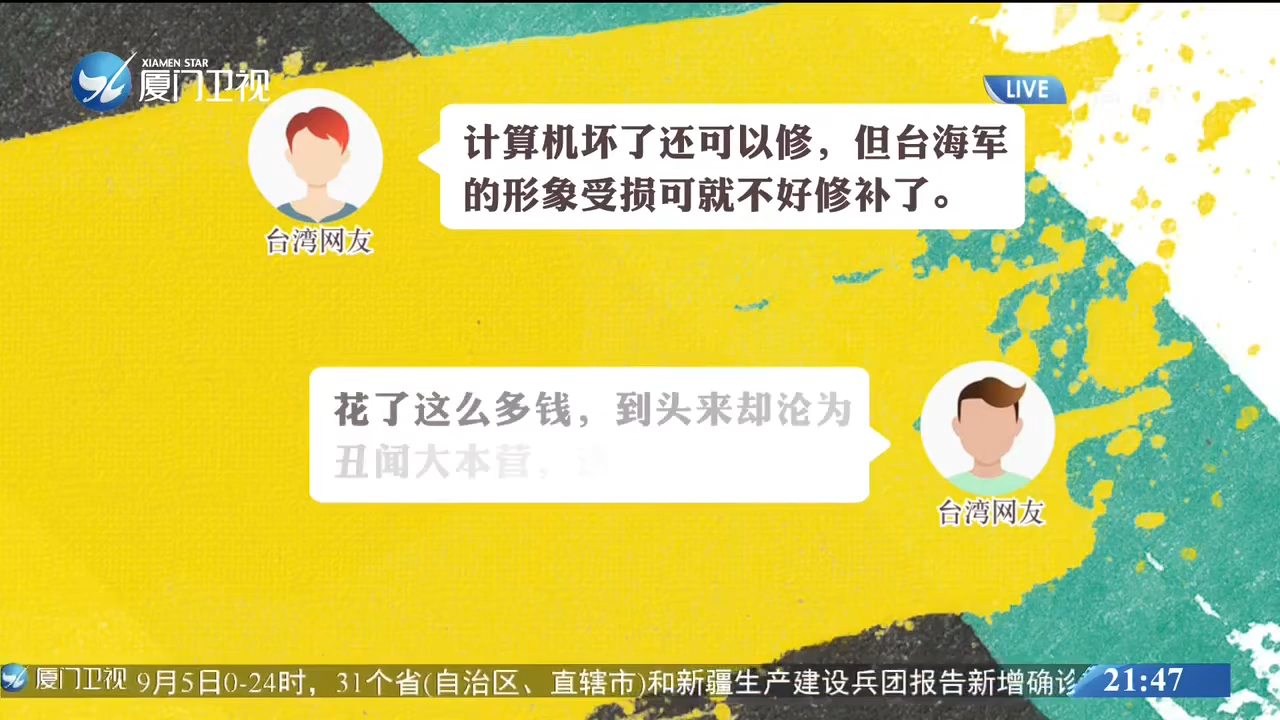 XIAMEN STAR
厦门卫视
LIVE
计算机坏了还可以修，但台海军
的形象受损可就不好修补了。
台湾网友
花了这么多钱，到头来却沦为
丑闻大本营，
台湾网友
厦门卫视
9月5日0-24时，31个省(自治区、直辖市)和新疆生产建设兵团报告新增确诊
21:47